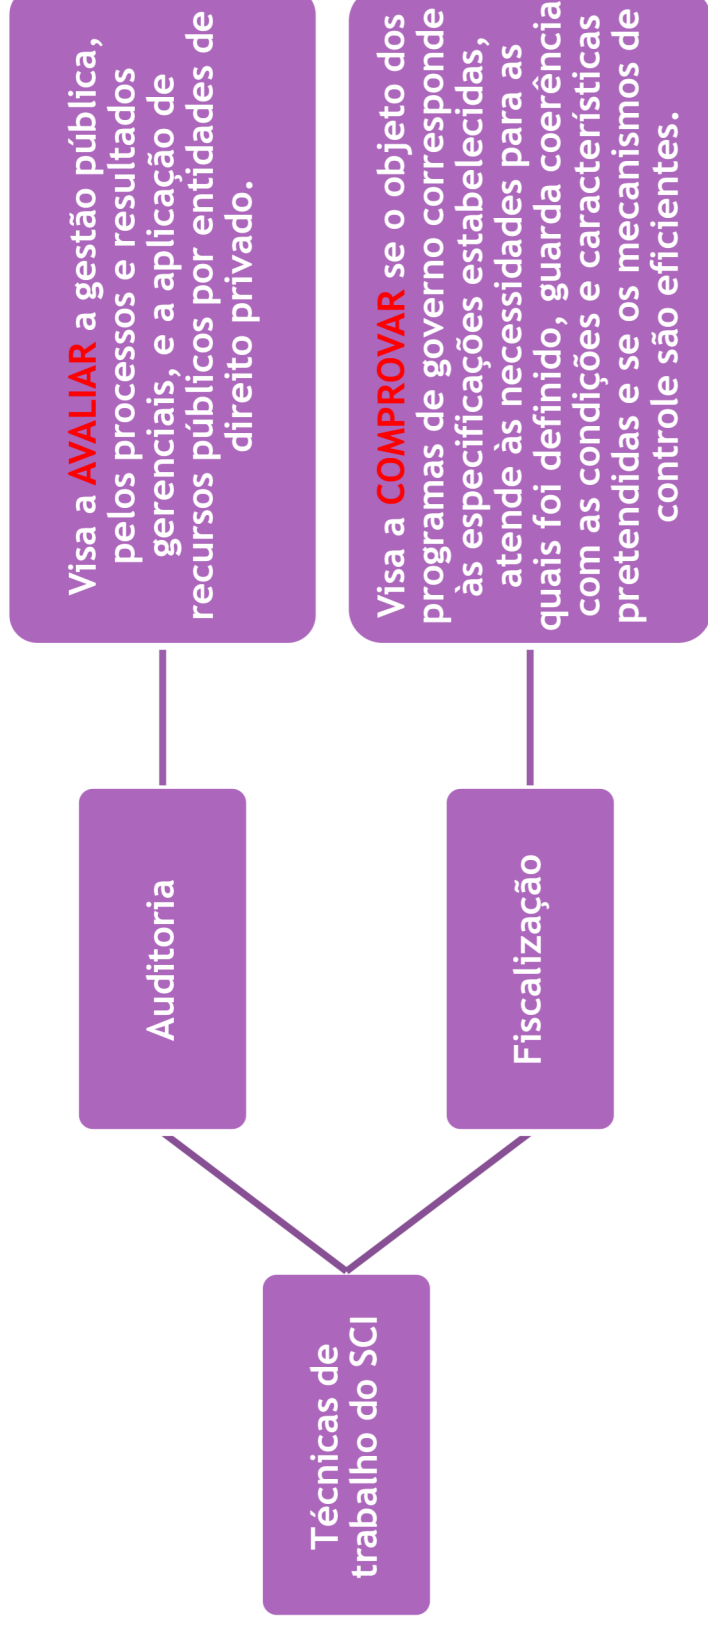 Técnicas de
trabalho do SCI
Auditoria
Visa a AVALIAR a gestão pública,
pelos processos e resultados
gerenciais, e a aplicação de
recursos públicos por entidades de
direito privado.
Fiscalização
Visa a COMPROVAR se o objeto dos
programas de governo corresponde
às especificações estabelecidas,
atende às necessidades para as
quais foi definido, guarda coerência
com as condições e características
pretendidas e se os mecanismos de
controle são eficientes.